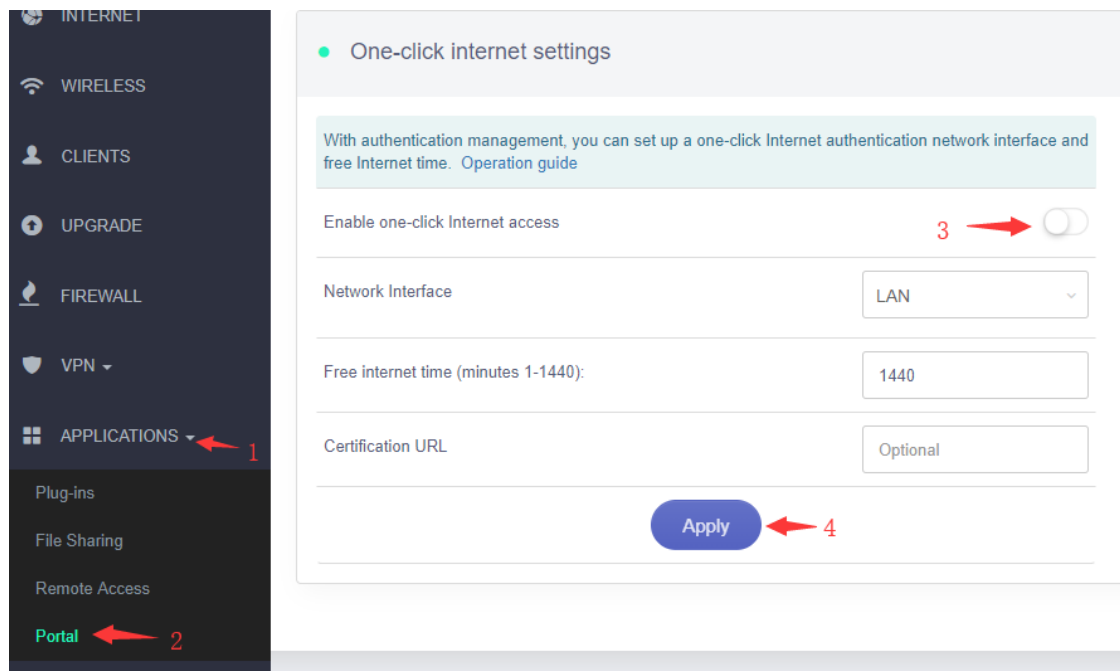 INTERNET
WIRELESS
CLIENTS
UPGRADE
FIREWALL
VPN
APPLICATIONS
1
Plug-ins
File Sharing
Remote Access
Portal
2
One-click internet settings
With authentication management, you can set up a one-click Internet authentication network interface and
free Internet time. Operation guide
Enable one-click Internet access
3
Network Interface
LAN
Free internet time (minutes 1-1440):
1440
Certification URL
Optional
Apply
4